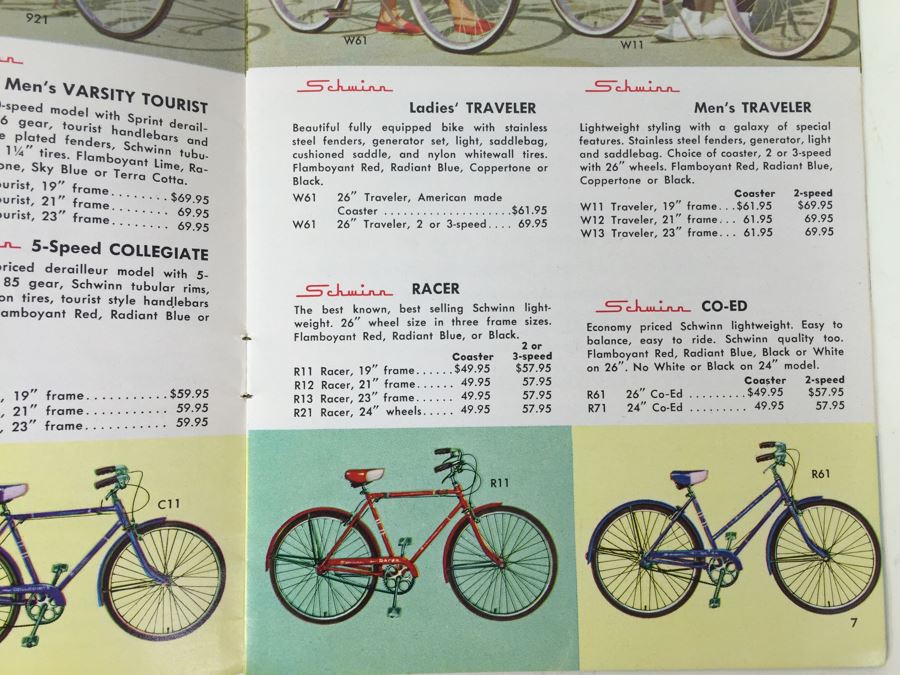 921
Men's VARSITY TOURIST
-speed model with Sprint derail-
6 gear, tourist handlebars and
plated fenders, Schwinn tubu-
1¼" tires. Flamboyant Lime, Ra-
one, Sky Blue or Terra Cotta.
ourist, 19" frame........$69.95
ourist, 21" frame........ 69.95
ourist, 23" frame........ 69.95
5-Speed COLLEGIATE
priced derailleur model with 5-
85 gear, Schwinn tubular rims,
on tires, tourist style handlebars
amboyant Red, Radiant Blue or
, 19" frame...........$59.95
, 21" frame........... 59.95
, 23" frame........... 59.95
C11
W61
W11
Schwinn
Ladies' TRAVELER
Beautiful fully equipped bike with stainless
steel fenders, generator set, light, saddlebag,
cushioned saddle, and nylon whitewall tires.
Flamboyant Red, Radiant Blue, Coppertone or
Black.
W61 26" Traveler, American made
Coaster ..................$61.95
W61 26" Traveler, 2 or 3-speed.... 69.95
Schwinn
Men's TRAVELER
Lightweight styling with a galaxy of special
features. Stainless steel fenders, generator, light
and saddlebag. Choice of coaster, 2 or 3-speed
with 26" wheels. Flamboyant Red, Radiant Blue,
Coppertone or Black.
Coaster 2-speed
W11 Traveler, 19" frame...$61.95 $69.95
W12 Traveler, 21" frame... 61.95 69.95
W13 Traveler, 23" frame... 61.95 69.95
Schwinn RACER
The best known, best selling Schwinn light-
weight. 26" wheel size in three frame sizes.
Flamboyant Red, Radiant Blue, or Black.
2 or
Coaster 3-speed
R11 Racer, 19" frame......$49.95 $57.95
R12 Racer, 21" frame...... 49.95 57.95
R13 Racer, 23" frame...... 49.95 57.95
R21 Racer, 24" wheels..... 49.95 57.95
Schwinn CO-ED
Economy priced Schwinn lightweight. Easy to
balance, easy to ride. Schwinn quality too.
Flamboyant Red, Radiant Blue, Black or White
on 26". No White or Black on 24" model.
Coaster 2-speed
R61 26" Co-Ed .........$49.95 $57.95
R71 24" Co-Ed ......... 49.95 57.95
R11
R61
7